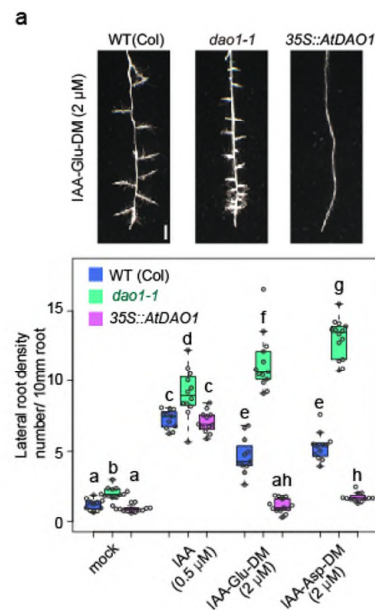 a
WT(Col) dao1-1 35S::AtDAO1
IAA-Glu-DM (2 µM)
WT (Col)
dao1-1
35S::AtDAO1
Lateral root density
number/ 10mm root
15
10
5
0
a b a
c d c
e f ah
e g h
mock
IAA
(0.5 µM)
IAA-Glu-DM
(2 µM)
IAA-Asp-DM
(2 µM)